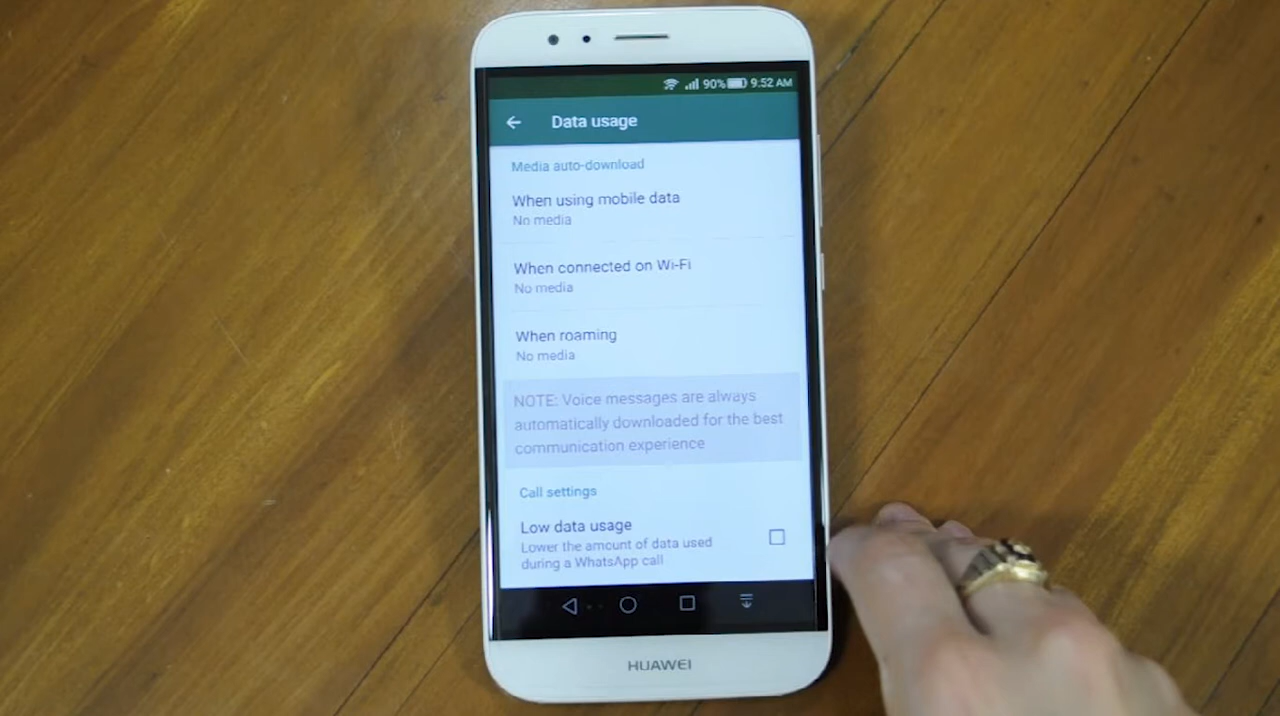 90% 9:52 AM
Data usage
Media auto-download
When using mobile data
No media
When connected on Wi-Fi
No media
When roaming
No media
NOTE: Voice messages are always
automatically downloaded for the best
communication experience
Call settings
Low data usage
Lower the amount of data used
during a WhatsApp call
HUAWEI